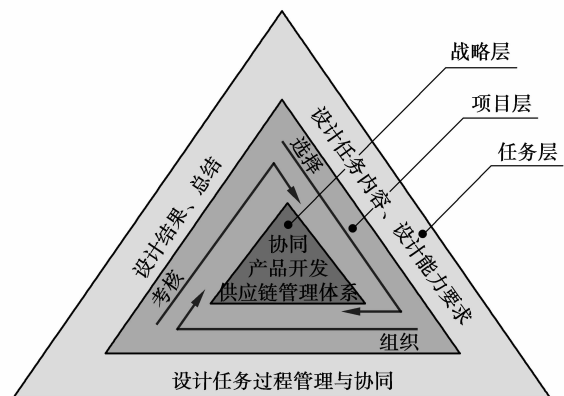 战略层
项目层
任务层
设计任务内容、设计能力要求
选择
设计结果、总结
考核
协同
产品开发
供应链管理体系
组织
设计任务过程管理与协同